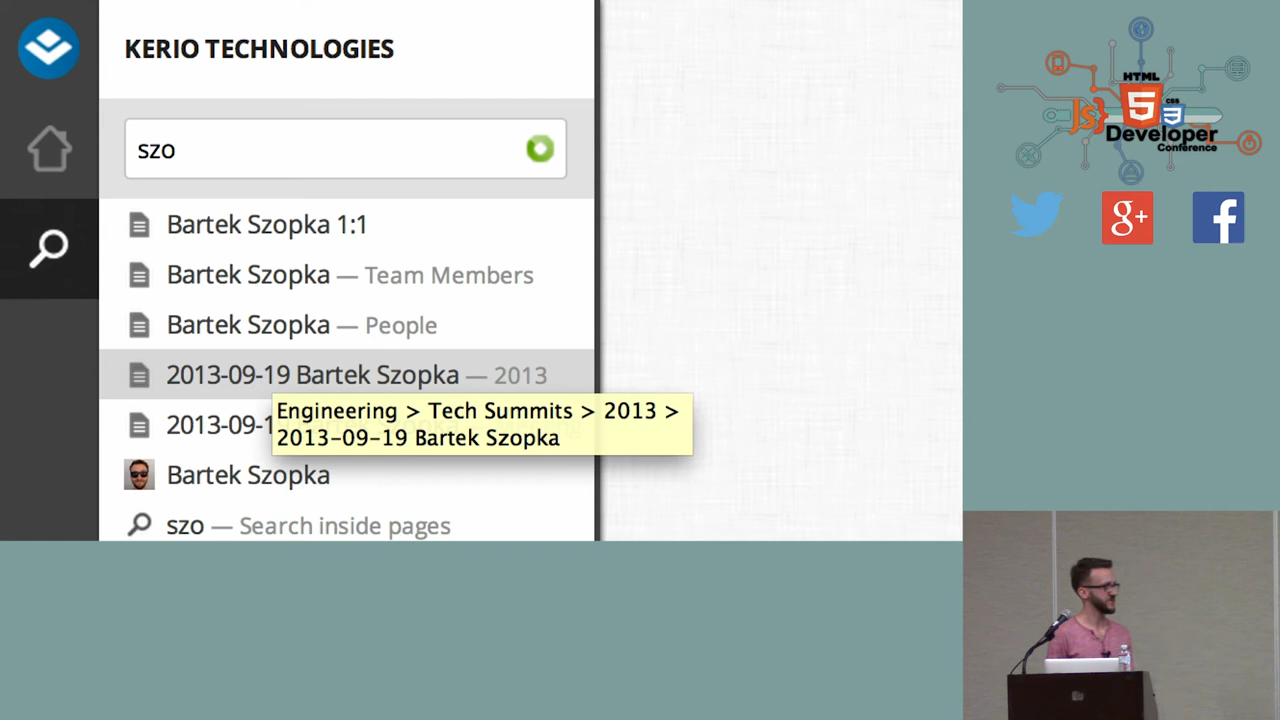 KERIO TECHNOLOGIES
szo
Bartek Szopka 1:1
Bartek Szopka — Team Members
Bartek Szopka — People
2013-09-19 Bartek Szopka — 2013
Engineering > Tech Summits > 2013 >
2013-09-19 Bartek Szopka
2013-09-1
Bartek Szopka
szo — Search inside pages
HTML
5
JS}
CSS
3
Developer
Conference
g+
f